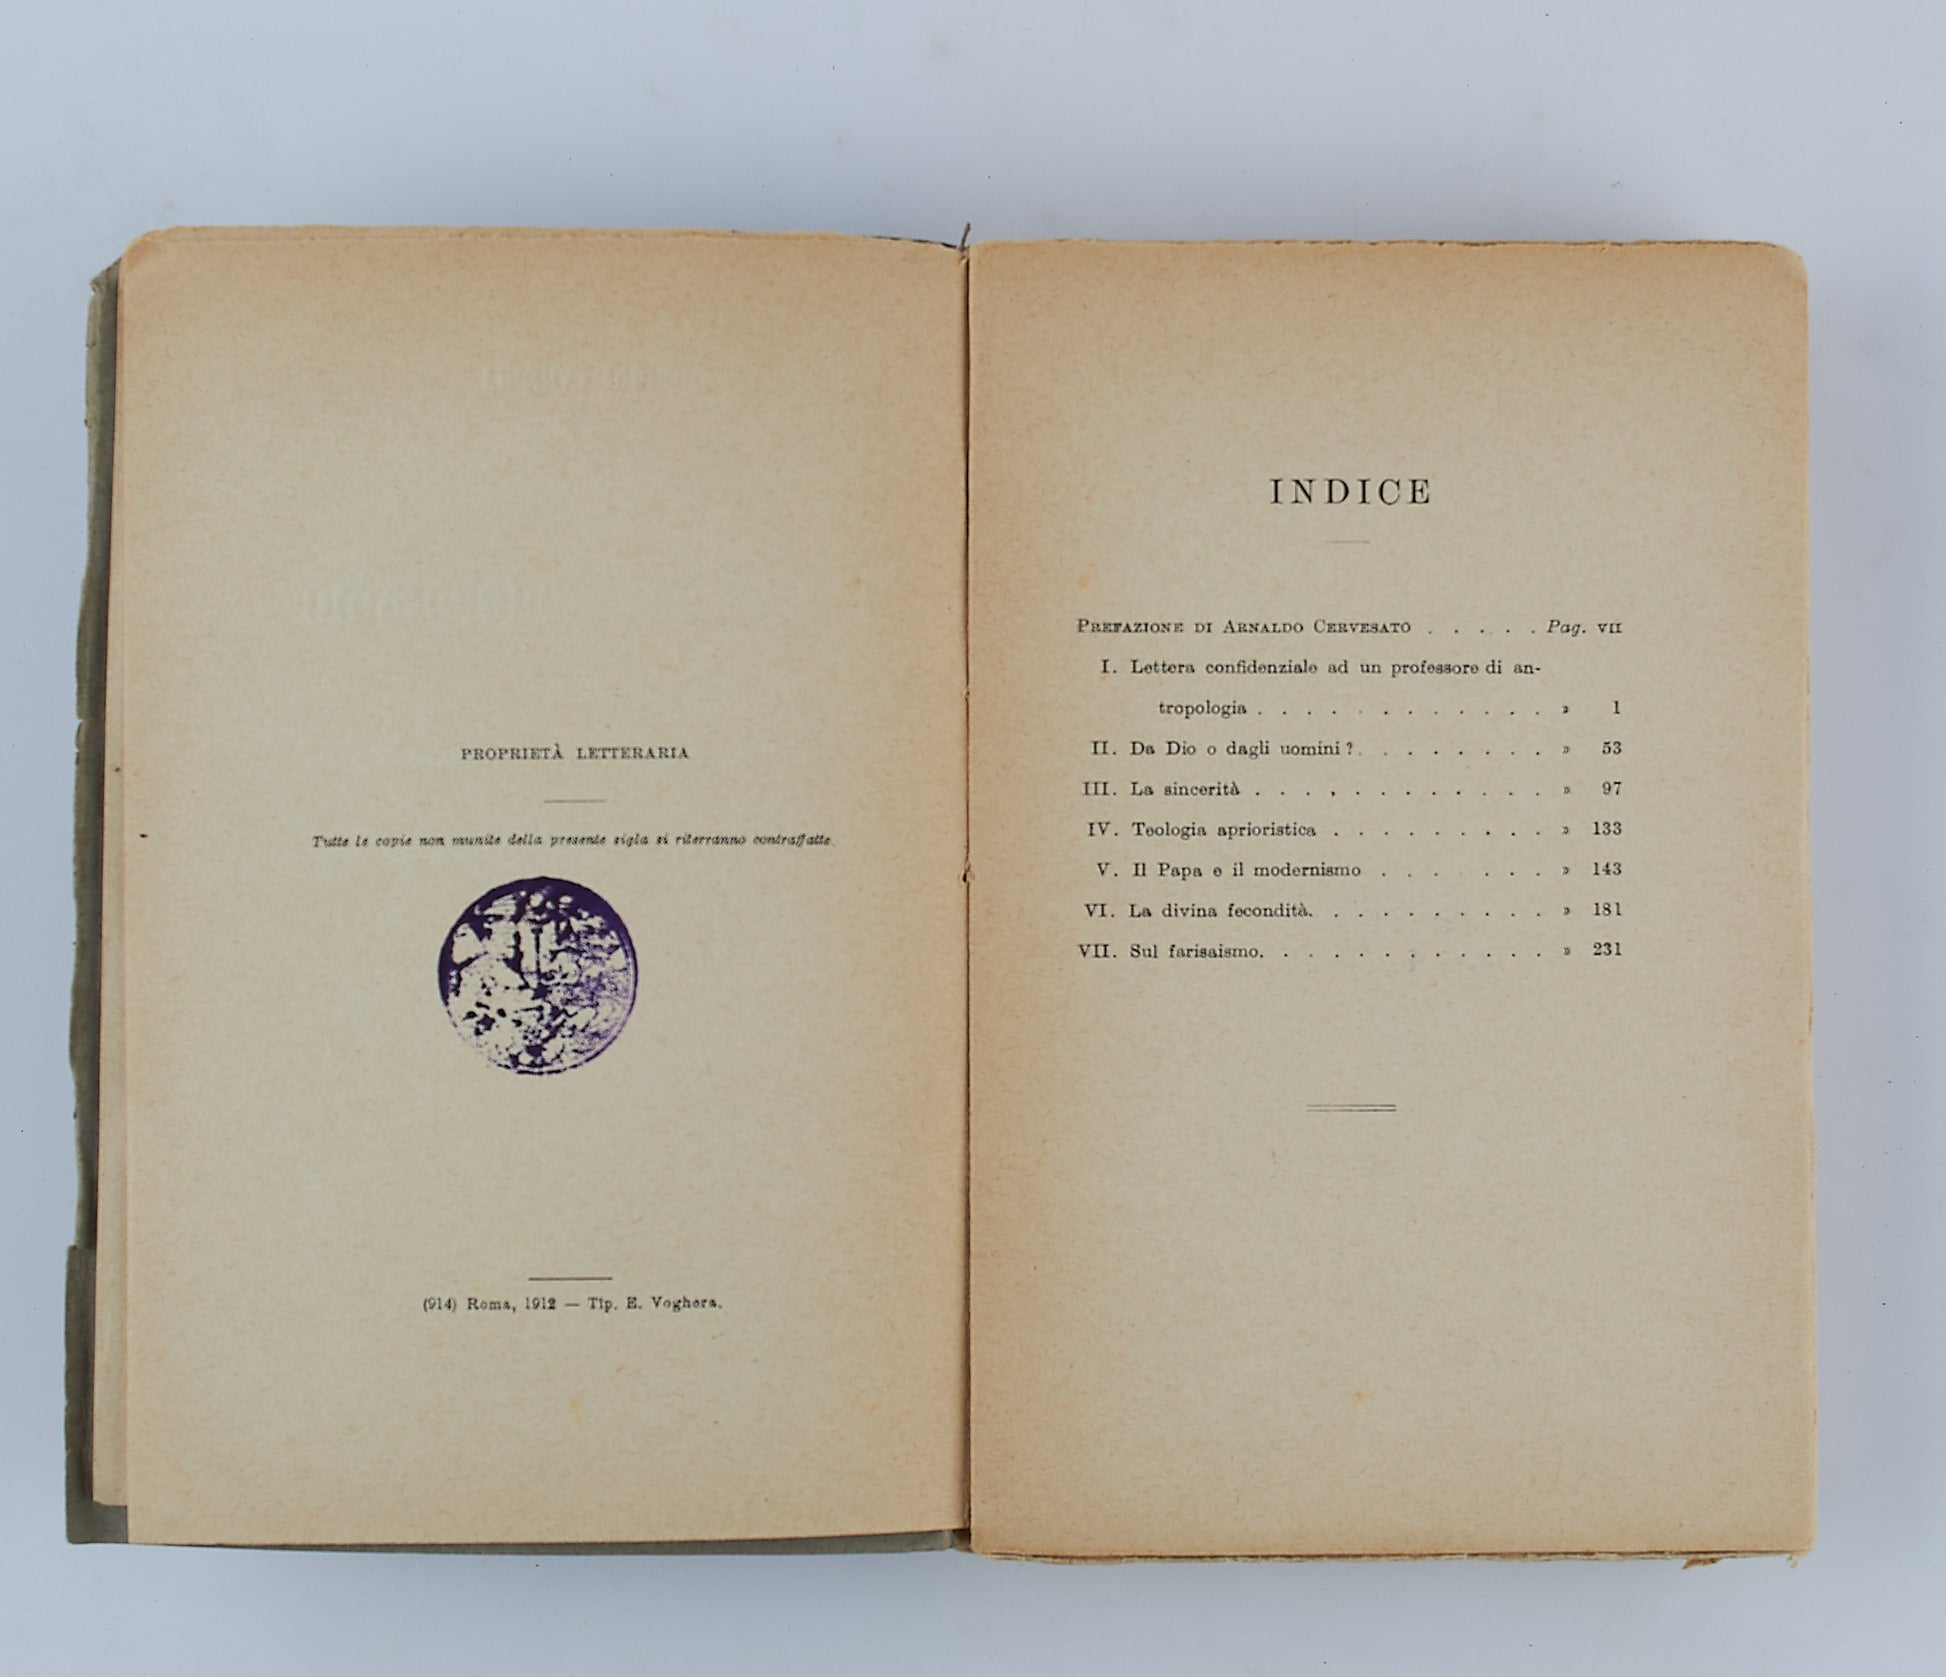 PROPRIETÀ LETTERARIA
Tutte le copie non munite della presente sigla si riterranno contraffatte.
(914) Roma, 1912 — Tip. E. Voghera.
INDICE
PREFAZIONE DI ARNALDO CERVESATO . . . . . Pag. VII
I. Lettera confidenziale ad un professore di an-
tropologia . . . . . . . . . . . . » 1
II. Da Dio o dagli uomini ? . . . . . . . . » 53
III. La sincerità . . . . . . . . . . . . » 97
IV. Teologia aprioristica . . . . . . . . . » 133
V. Il Papa e il modernismo . . . . . . » 143
VI. La divina fecondità. . . . . . . . . . » 181
VII. Sul farisaismo. . . . . . . . . . . . » 231